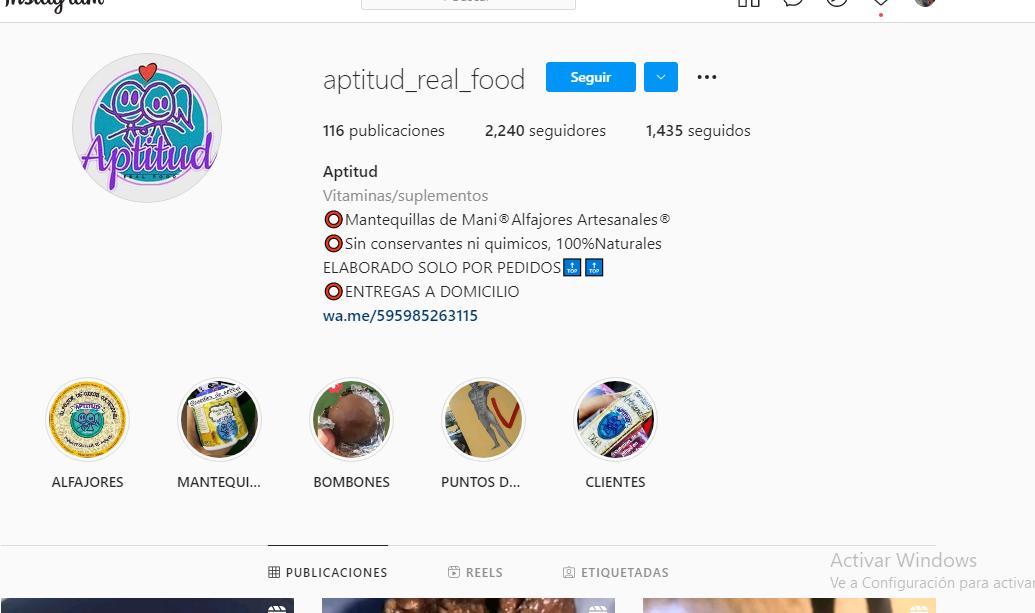 Instagram
aptitud_real_food
Seguir
116 publicaciones 2,240 seguidores 1,435 seguidos
Aptitud
REAL FOOD
Aptitud
Vitaminas/suplementos
⭕Mantequillas de Mani®Alfajores Artesanales®
⭕Sin conservantes ni quimicos, 100%Naturales
ELABORADO SOLO POR PEDIDOS🔝🔝
⭕ENTREGAS A DOMICILIO
wa.me/595985263115
APTITUD
ALFAJORES MANTEQUI... BOMBONES PUNTOS D... CLIENTES
PUBLICACIONES REELS ETIQUETADAS
Activar Windows
Ve a Configuración para activar